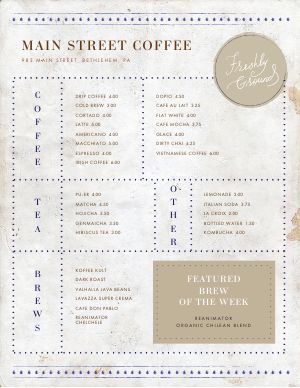 MAIN STREET COFFEE
985 MAIN STREET, BETHLEHEM, PA
Freshly
Ground
COFFEE
DRIP COFFEE 4.00
COLD BREW 3.00
CORTADO 4.00
LATTE 5.00
AMERICANO 4.00
MACCHIATO 5.00
ESPRESSO 4.00
IRISH COFFEE 6.00
DOPIO 4.50
CAFE AU LAIT 3.25
FLAT WHITE 4.00
CAFE MOCHA 3.75
GLACE 4.00
DIRTY CHAI 4.25
VIETNAMESE COFFEE 6.00
TEA
PU-ER 4.00
MATCHA 4.50
HOJICHA 3.50
GENMAICHA 3.50
HIBISCUS TEA 3.00
OTHER
LEMONADE 3.00
ITALIAN SODA 3.75
LA CROIX 2.00
BOTTLED WATER 1.50
KOMBUCHA 4.00
BREWS
KOFFEE KULT
DARK ROAST
VALHALLA JAVA BEANS
LAVAZZA SUPER CREMA
CAFE DON PABLO
REANIMATOR
CHELCHELE
FEATURED
BREW
OF THE WEEK
REANIMATOR
ORGANIC CHILEAN BLEND